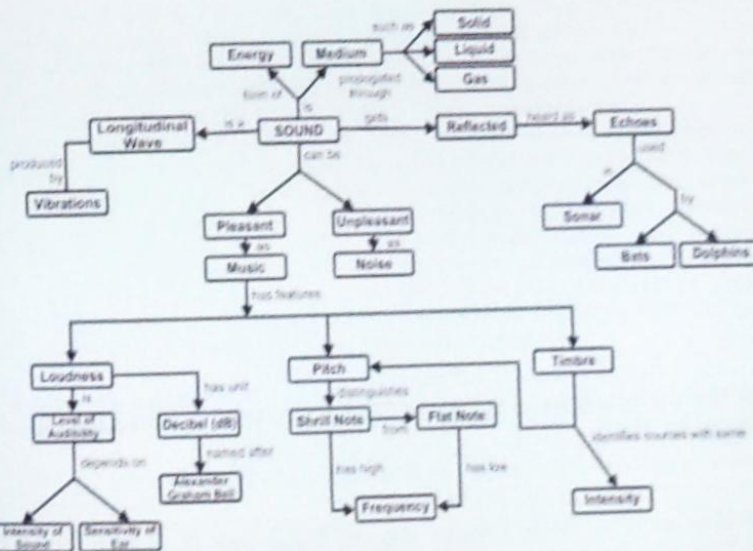 such as
Solid
Energy
Medium
Liquid
Gas
form of
propagated
through
is
Longitudinal
Wave
is a
SOUND
gets
Reflected
heard as
Echoes
produced
by
can be
used
Vibrations
in
by
Pleasant
Unpleasant
Sonar
as
as
Music
Noise
Bats
Dolphins
has features
Loudness
Pitch
Timbre
is
has unit
distinguishes
Level of
Audibility
Decibel (dB)
Shrill Note
from
Flat Note
identifies sources with same
depends on
named after
has high
has low
Alexander
Graham Bell
Frequency
Intensity
Intensity of
Sound
Sensitivity of
Ear